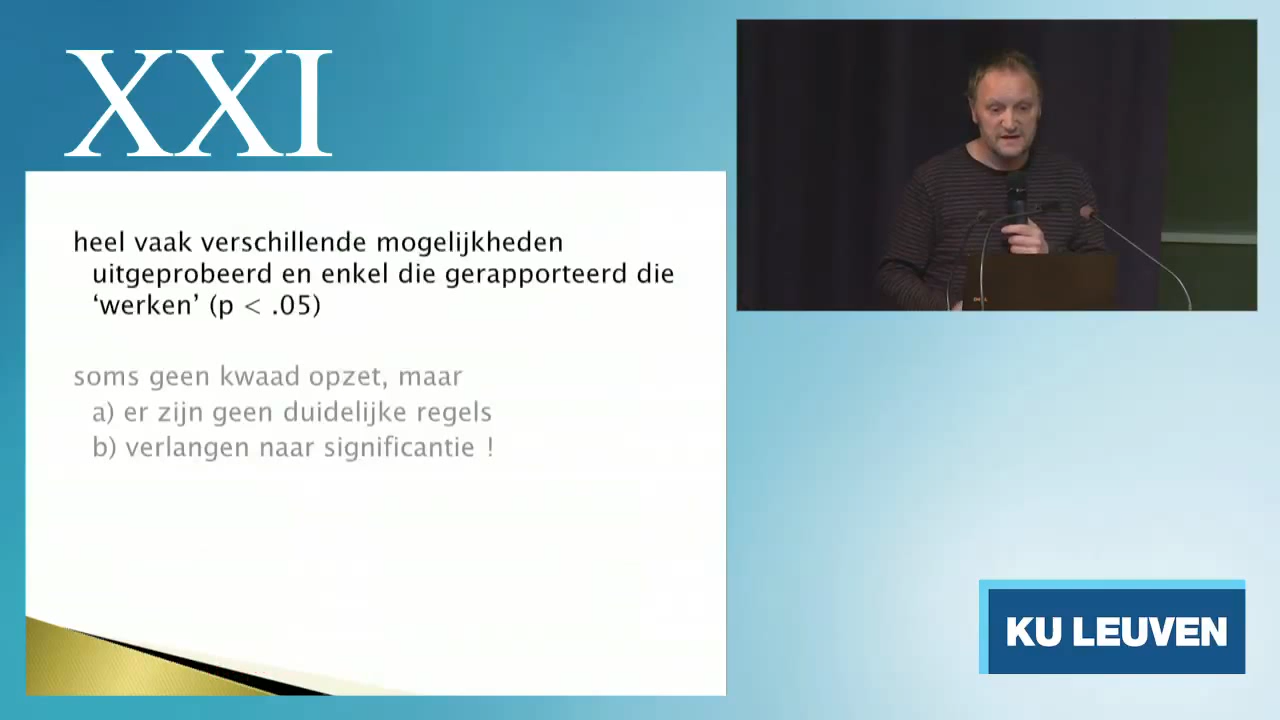 XXI
heel vaak verschillende mogelijkheden
uitgeprobeerd en enkel die gerapporteerd die
‘werken’ (p < .05)
soms geen kwaad opzet, maar
a) er zijn geen duidelijke regels
b) verlangen naar significantie !
KU LEUVEN